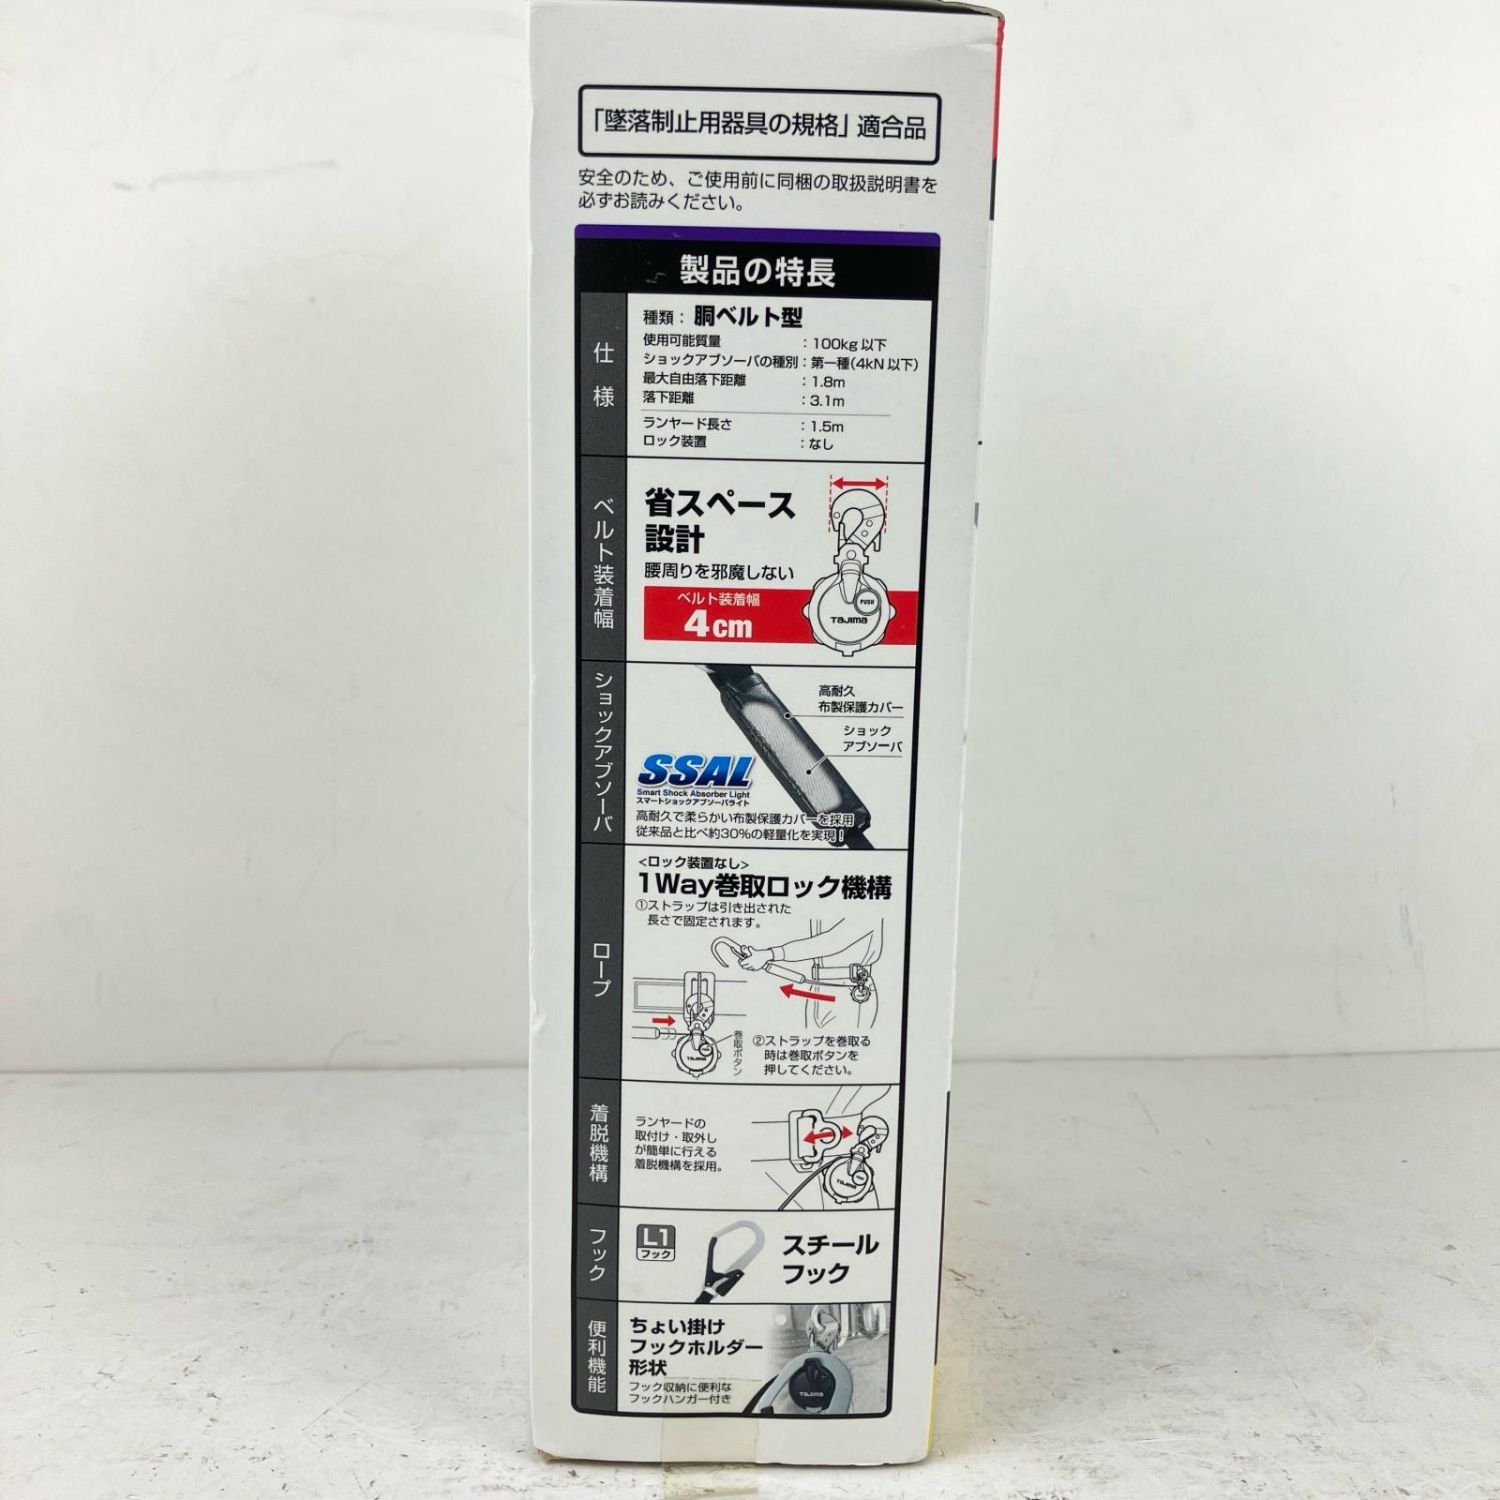 「墜落制止用器具の規格」適合品
安全のため、ご使用前に同梱の取扱説明書を
必ずお読みください。
製品の特長
仕様
種類：胴ベルト型
使用可能質量：100kg以下
ショックアブソーバの種別：第一種(4kN以下)
最大自由落下距離：1.8m
落下距離：3.1m
ランヤード長さ：1.5m
ロック装置：なし
ベルト装着幅
省スペース
設計
腰周りを邪魔しない
ベルト装着幅
4cm
PUSH
TAJIMA
ショックアブソーバ
高耐久
布製保護カバー
ショック
アブソーバ
SSAL
Smart Shock Absorber Light
スマートショックアブソーバライト
高耐久で柔らかい布製保護カバーを採用
従来品と比べ約30%の軽量化を実現！
ロープ
<ロック装置なし>
1Way巻取ロック機構
①ストラップは引き出された
長さで固定されます。
巻取ボタン
TAJIMA
②ストラップを巻取る
時は巻取ボタンを
押してください。
着脱機構
ランヤードの
取付け・取外し
が簡単に行える
着脱機構を採用。
TAJIMA
フック
L1
フック
スチール
フック
便利機能
ちょい掛け
フックホルダー
形状
フック収納に便利な
フックハンガー付き
TAJIMA